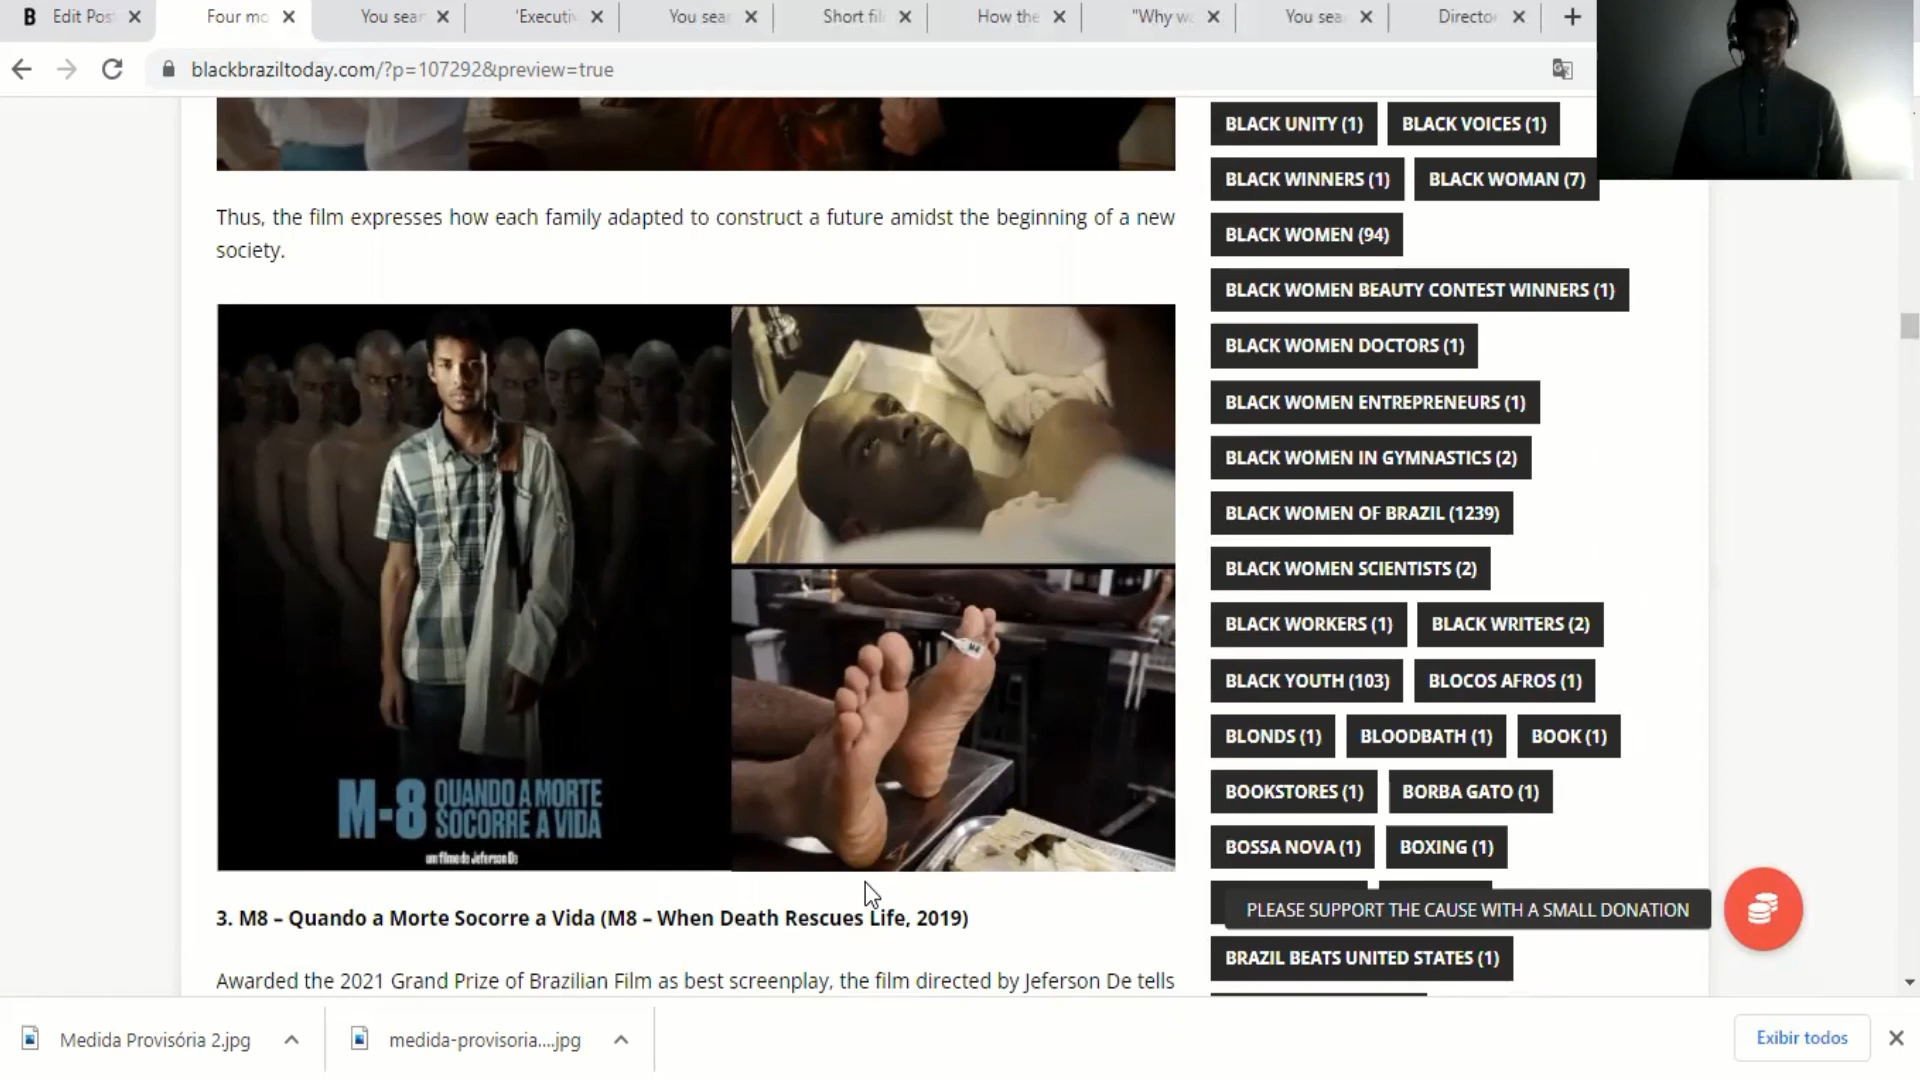 Edit Pos
Four mo
You sear
'Executiv
You sear
Short fil
How the
"Why w
You sear
Director
blackbraziltoday.com/?p=107292&preview=true
Thus, the film expresses how each family adapted to construct a future amidst the beginning of a new
society.
M-8 QUANDO A MORTE
SOCORRE A VIDA
um filme de Jeferson De
3. M8 – Quando a Morte Socorre a Vida (M8 – When Death Rescues Life, 2019)
Awarded the 2021 Grand Prize of Brazilian Film as best screenplay, the film directed by Jeferson De tells
BLACK UNITY (1) BLACK VOICES (1)
BLACK WINNERS (1) BLACK WOMAN (7)
BLACK WOMEN (94)
BLACK WOMEN BEAUTY CONTEST WINNERS (1)
BLACK WOMEN DOCTORS (1)
BLACK WOMEN ENTREPRENEURS (1)
BLACK WOMEN IN GYMNASTICS (2)
BLACK WOMEN OF BRAZIL (1239)
BLACK WOMEN SCIENTISTS (2)
BLACK WORKERS (1) BLACK WRITERS (2)
BLACK YOUTH (103) BLOCOS AFROS (1)
BLONDS (1) BLOODBATH (1) BOOK (1)
BOOKSTORES (1) BORBA GATO (1)
BOSSA NOVA (1) BOXING (1)
PLEASE SUPPORT THE CAUSE WITH A SMALL DONATION
BRAZIL BEATS UNITED STATES (1)
Medida Provisória 2.jpg
medida-provisoria....jpg
Exibir todos